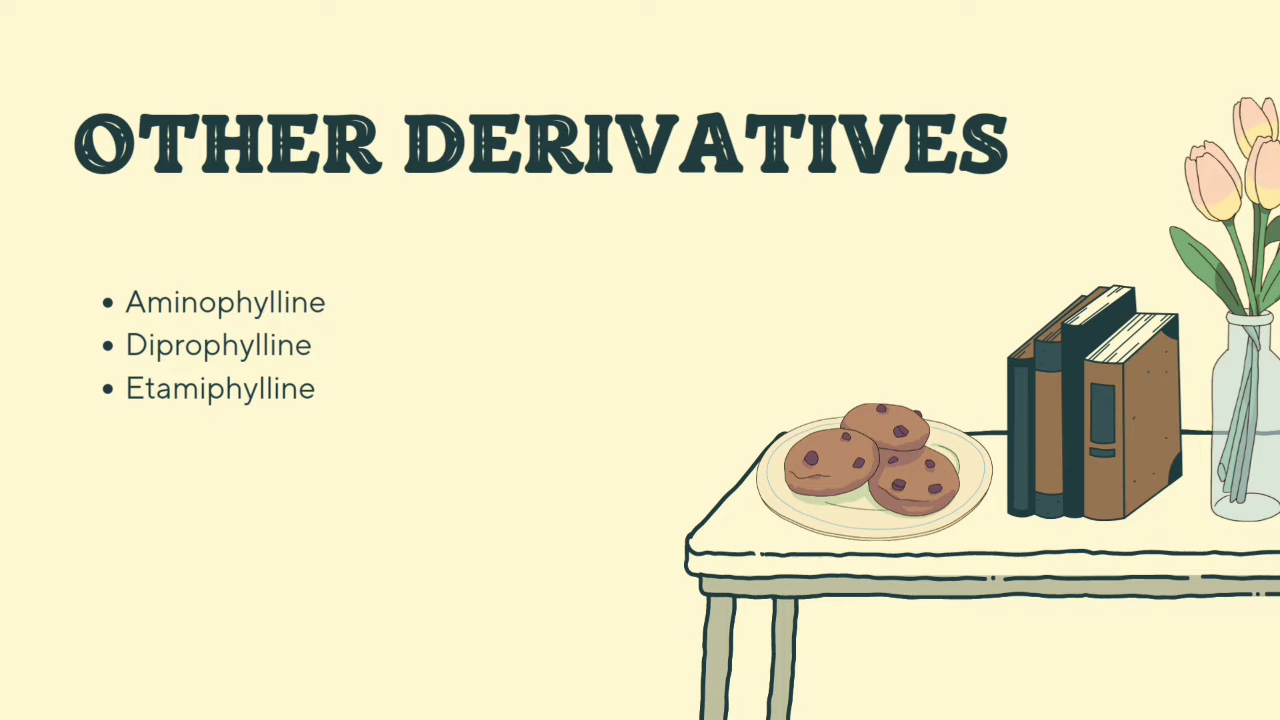 OTHER DERIVATIVES
• Aminophylline
• Diprophylline
• Etamiphylline